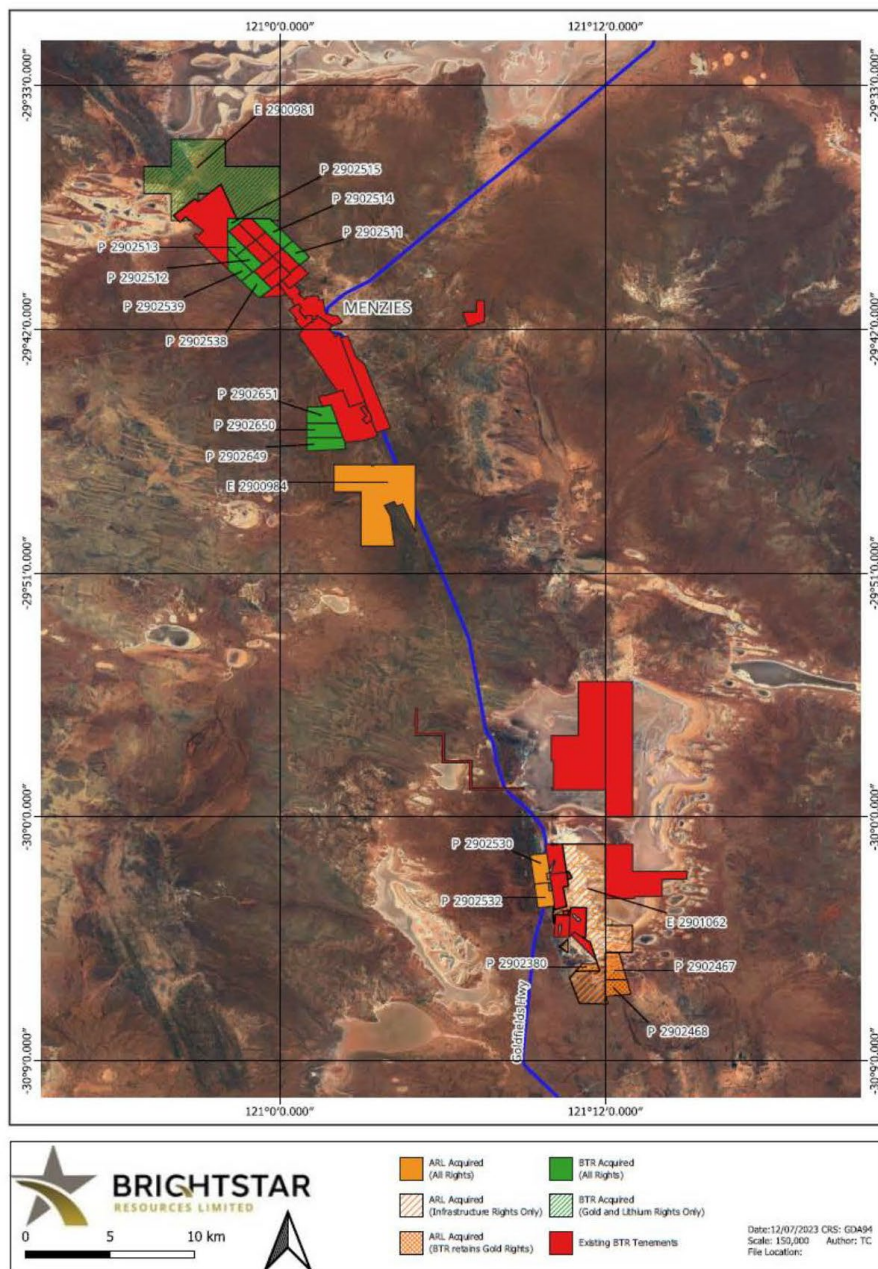 121°0'0.000"
121°12'0.000"
-29°33'0.000"
-29°33'0.000"
E 2900981
P 2902515
P 2902514
P 2902511
P 2902513
P 2902512
P 2902539
P 2902538
MENZIES
-29°42'0.000"
-29°42'0.000"
P 2902651
P 2902650
P 2902649
E 2900984
-29°51'0.000"
-29°51'0.000"
-30°0'0.000"
-30°0'0.000"
P 2902530
P 2902532
E 2901062
P 2902380
P 2902467
P 2902468
Goldfields Hwy
-30°9'0.000"
-30°9'0.000"
121°0'0.000"
121°12'0.000"
BRIGHTSTAR
RESOURCES LIMITED
0 5 10 km
ARL Acquired
(All Rights)
ARL Acquired
(Infrastructure Rights Only)
ARL Acquired
(BTR retains Gold Rights)
BTR Acquired
(All Rights)
BTR Acquired
(Gold and Lithium Rights Only)
Existing BTR Tenements
Date:12/07/2023 CRS: GDA94
Scale: 150,000 Author: TC
File Location: